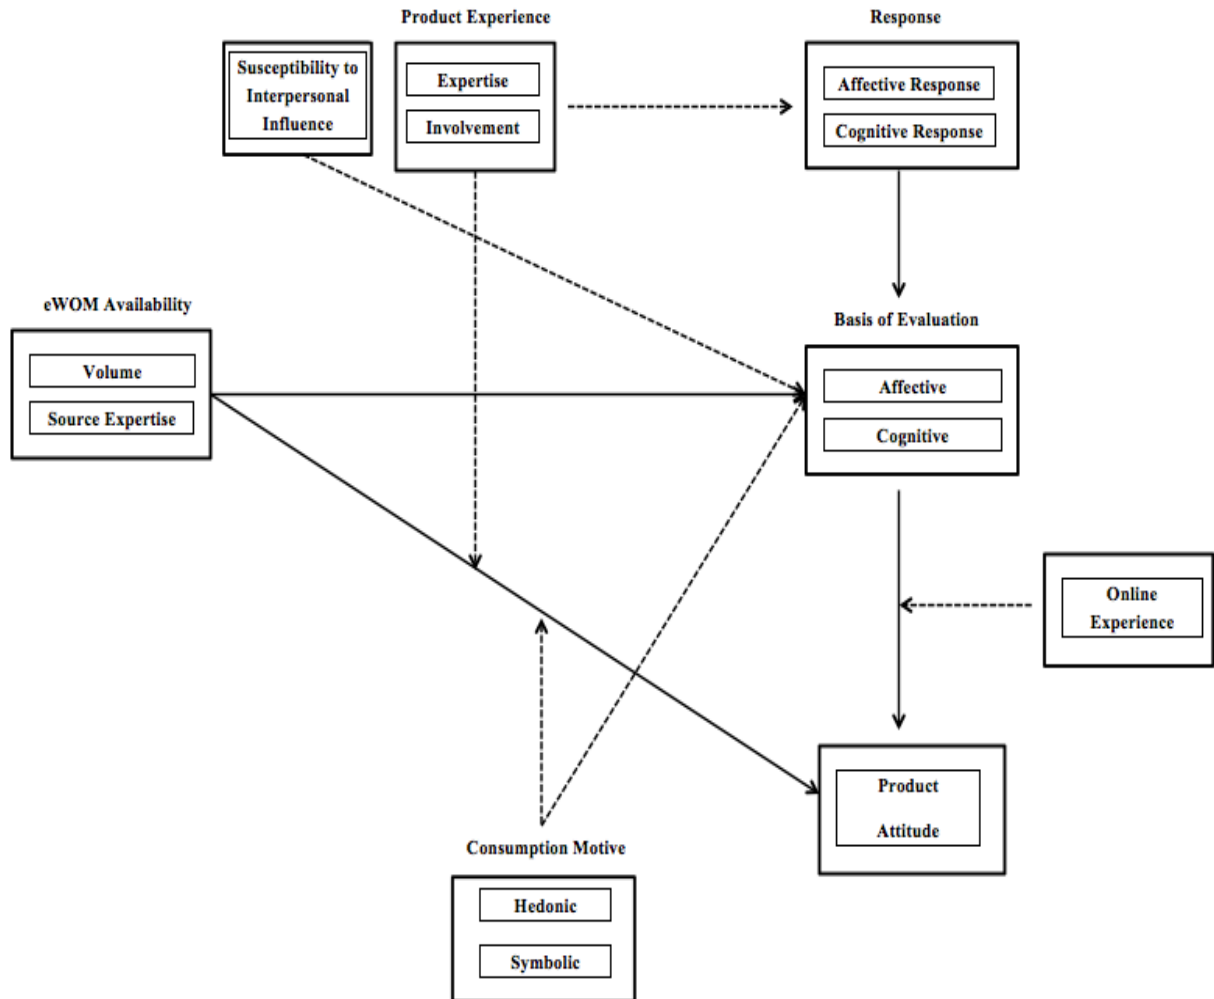 Product Experience
Response
Susceptibility to
Interpersonal
Influence
Expertise
Involvement
Affective Response
Cognitive Response
eWOM Availability
Volume
Source Expertise
Basis of Evaluation
Affective
Cognitive
Online
Experience
Product
Attitude
Consumption Motive
Hedonic
Symbolic